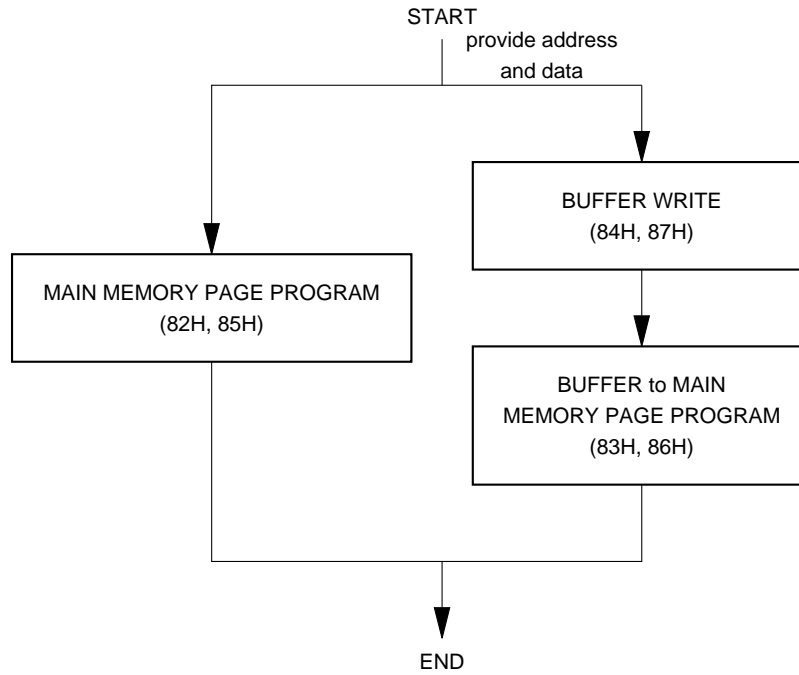 START
provide address
and data
BUFFER WRITE
(84H, 87H)
MAIN MEMORY PAGE PROGRAM
(82H, 85H)
BUFFER to MAIN
MEMORY PAGE PROGRAM
(83H, 86H)
END